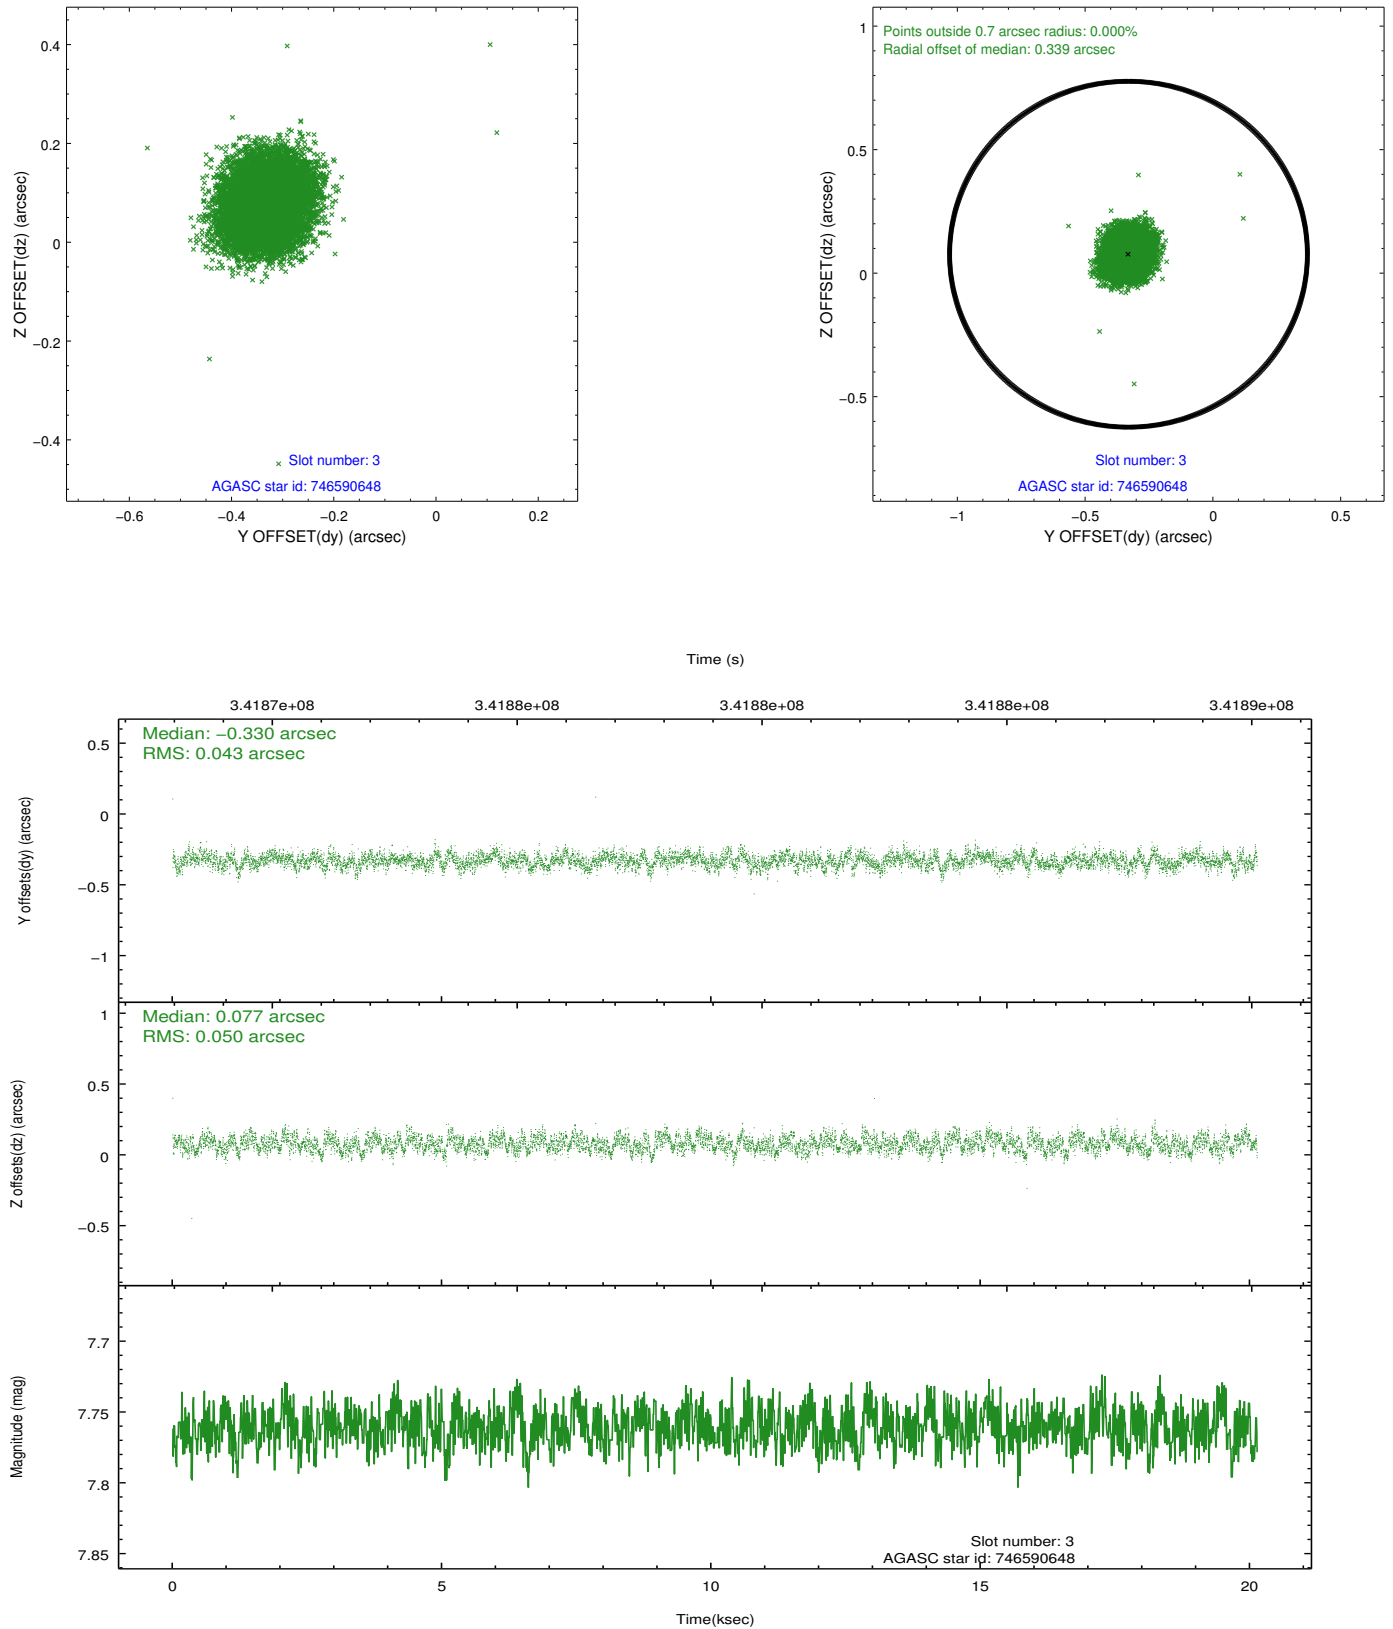 0.4
0.2
0
−0.2
−0.4
Z OFFSET(dz) (arcsec)
Slot number: 3
AGASC star id: 746590648
−0.6 −0.4 −0.2 0 0.2
Y OFFSET(dy) (arcsec)
Points outside 0.7 arcsec radius: 0.000%
Radial offset of median: 0.339 arcsec
1
0.5
0
−0.5
Z OFFSET(dz) (arcsec)
Slot number: 3
AGASC star id: 746590648
−1 −0.5 0 0.5
Y OFFSET(dy) (arcsec)
Time (s)
3.4187e+08 3.4188e+08 3.4188e+08 3.4188e+08 3.4189e+08
Median: −0.330 arcsec
RMS: 0.043 arcsec
0.5
0
−0.5
−1
Y offsets(dy) (arcsec)
Median: 0.077 arcsec
RMS: 0.050 arcsec
1
0.5
0
−0.5
Z offsets(dz) (arcsec)
7.7
7.75
7.8
7.85
Magnitude (mag)
Slot number: 3
AGASC star id: 746590648
0 5 10 15 20
Time(ksec)